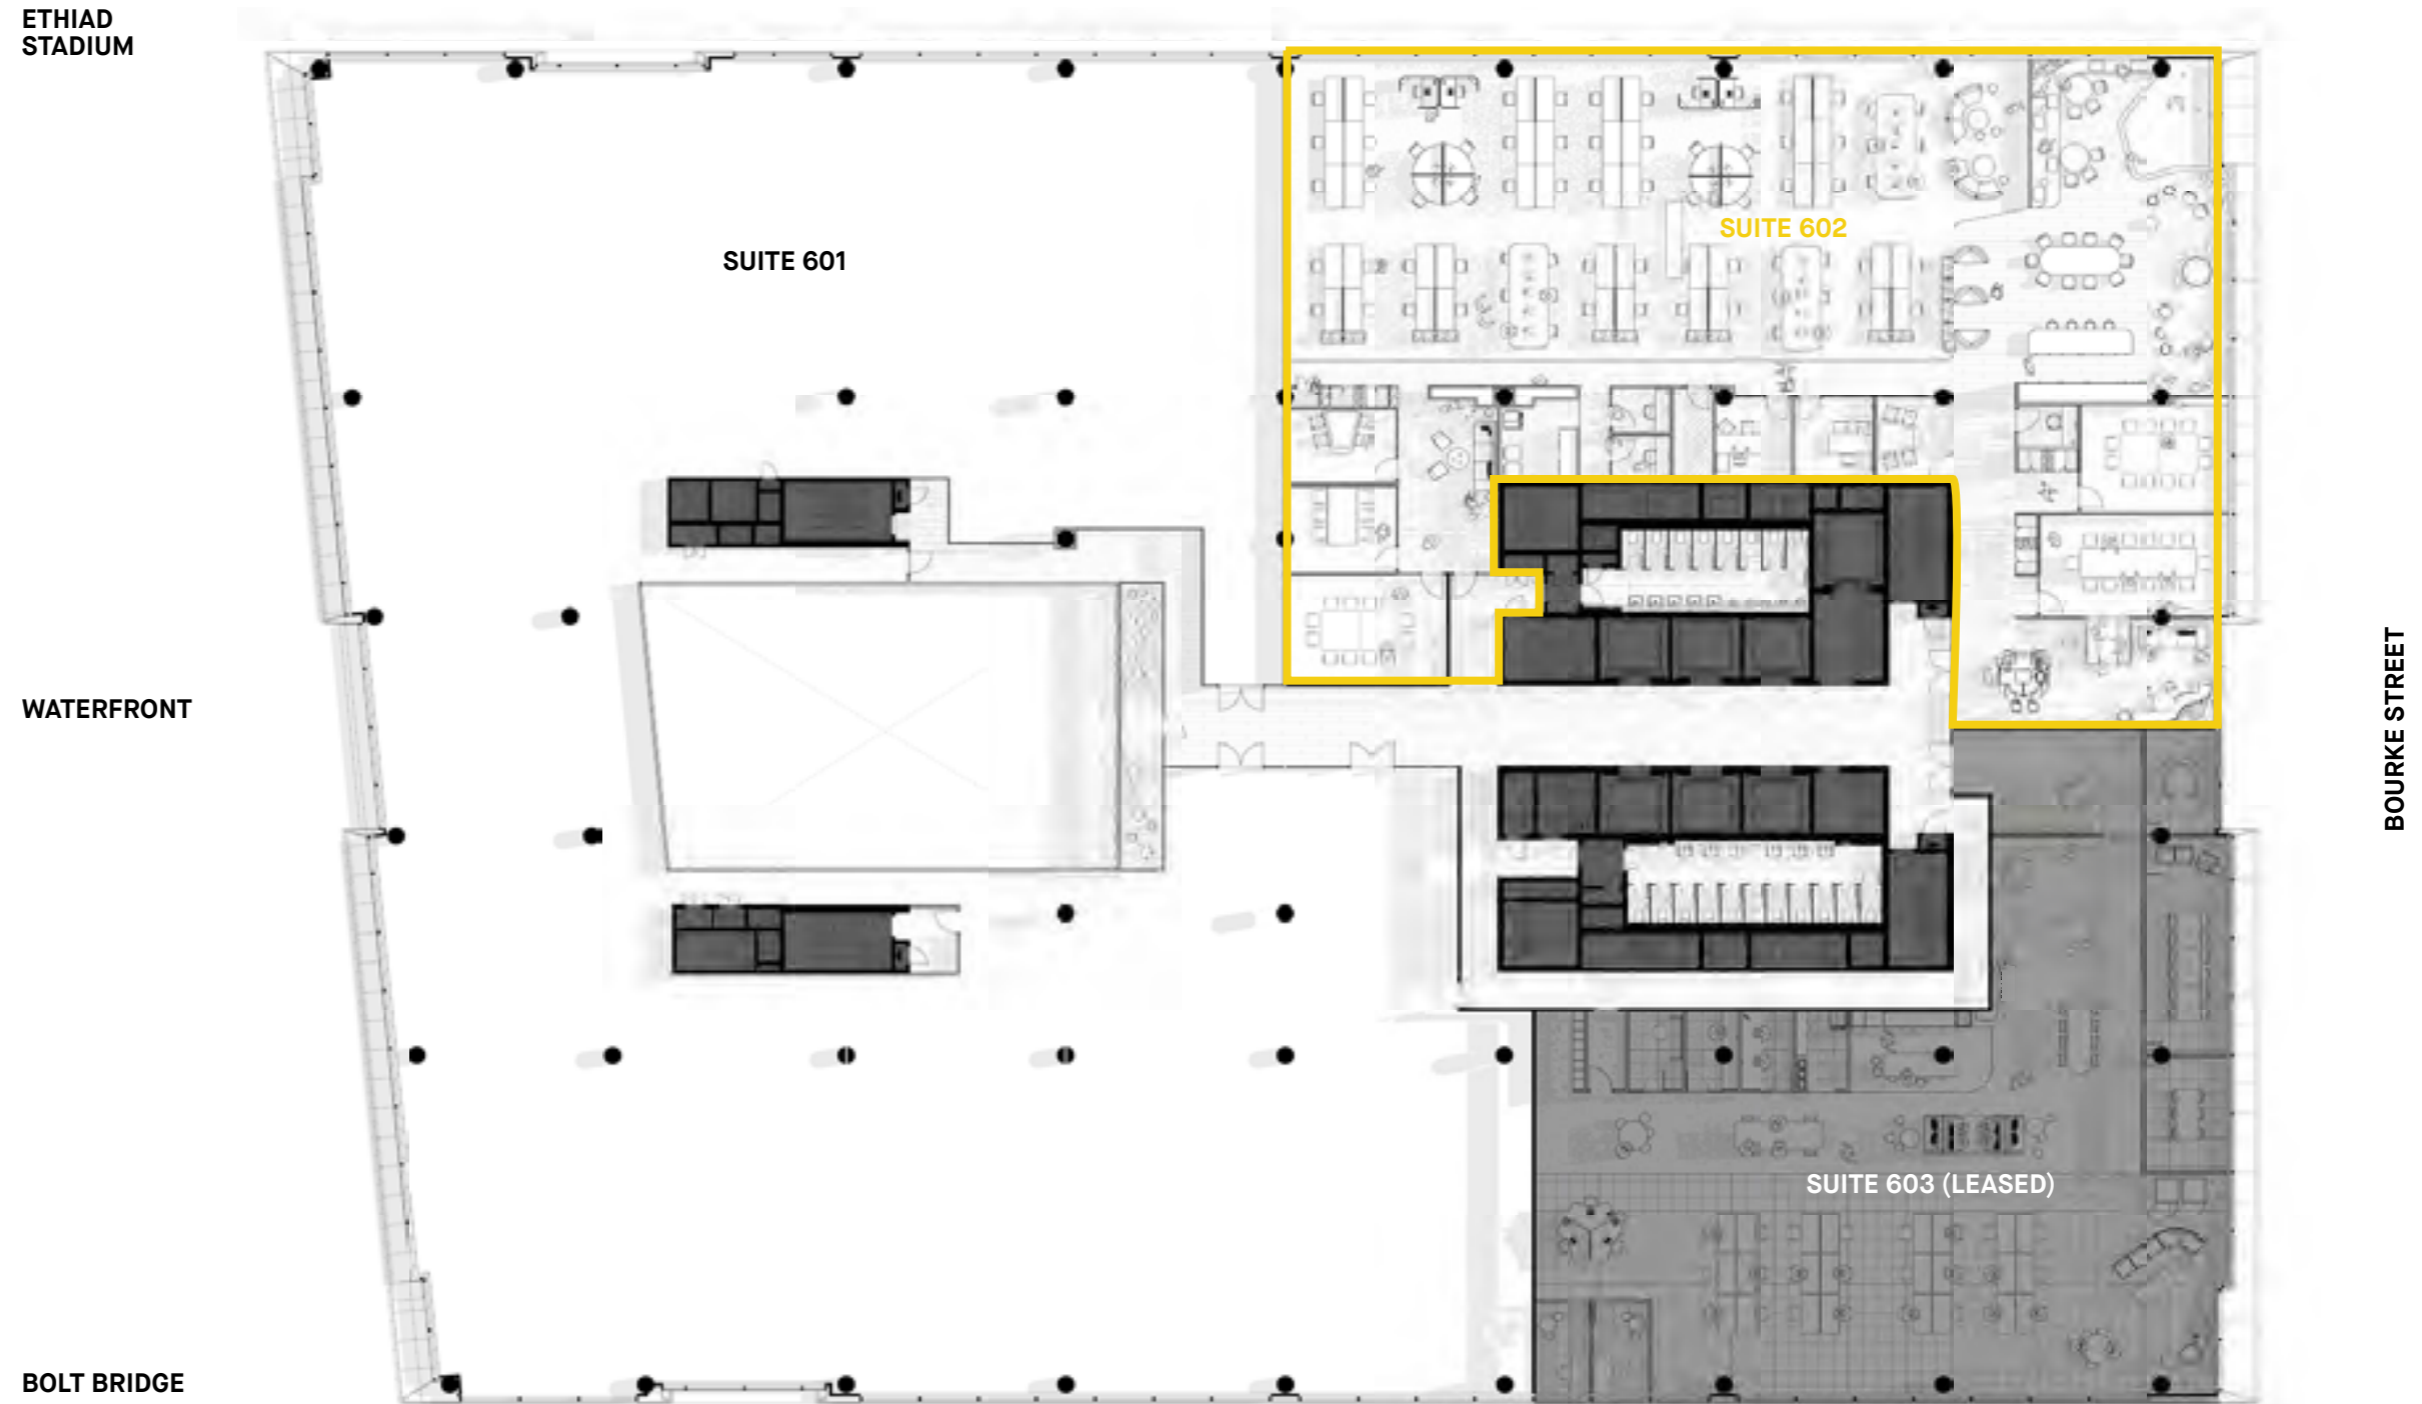 ETHIAD
STADIUM
SUITE 602
SUITE 601
WATERFRONT
BOURKE STREET
SUITE 603 (LEASED)
BOLT BRIDGE